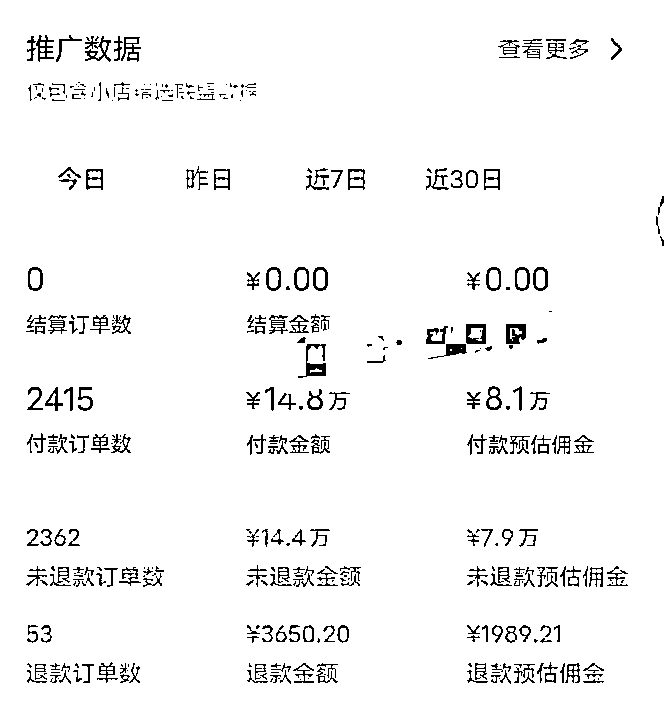 推广数据
查看更多
仅包含小店精选联盟数据
今日 昨日 近7日 近30日
0 ¥0.00 ¥0.00
结算订单数 结算金额
2415 ¥14.8万 ¥8.1万
付款订单数 付款金额 付款预估佣金
2362 ¥14.4万 ¥7.9万
未退款订单数 未退款金额 未退款预估佣金
53 ¥3650.20 ¥1989.21
退款订单数 退款金额 退款预估佣金